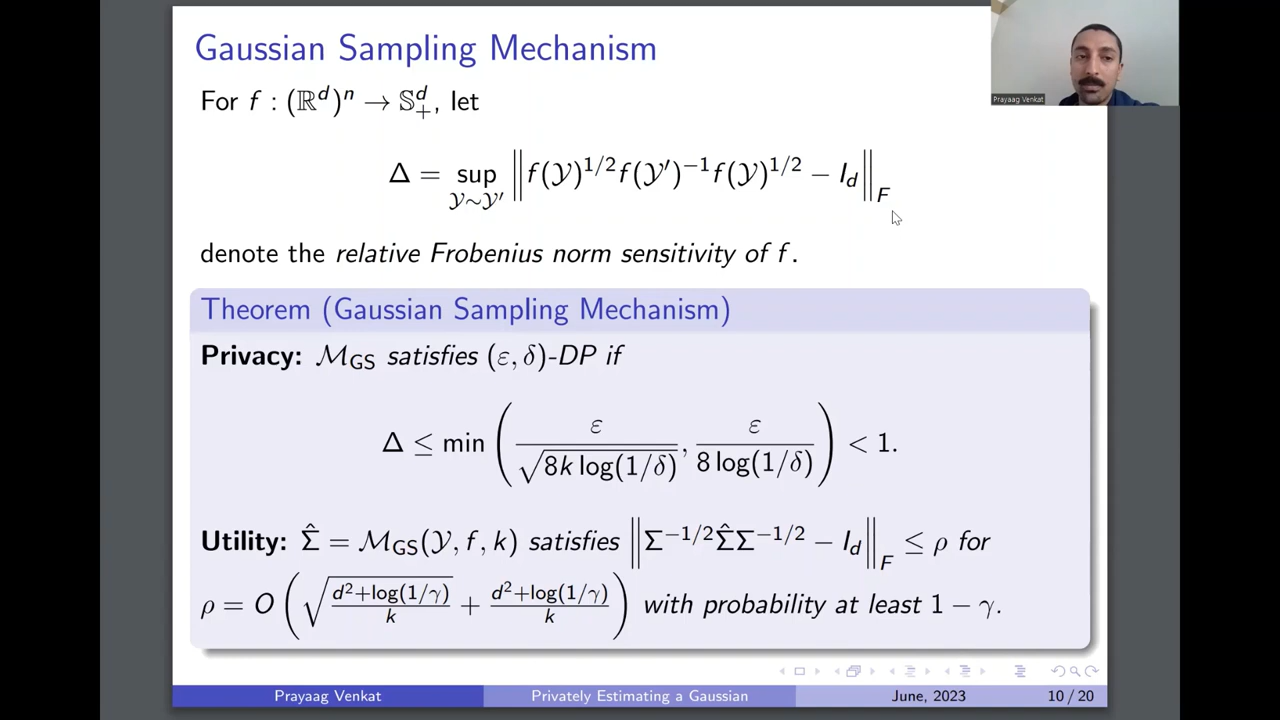 Gaussian Sampling Mechanism
Prayaag Venkat
For f : (ℝᵈ)ⁿ → 𝕊₊ᵈ, let
Δ = sup_{𝒴∼𝒴′} ‖f(𝒴)^{1/2} f(𝒴′)^{−1} f(𝒴)^{1/2} − I_d‖_F
denote the relative Frobenius norm sensitivity of f.
Theorem (Gaussian Sampling Mechanism)
Privacy: ℳ_GS satisfies (ε, δ)-DP if
Δ ≤ min ( ε / √(8k log(1/δ)), ε / (8 log(1/δ)) ) < 1.
Utility: Σ̂ = ℳ_GS(𝒴, f, k) satisfies ‖Σ^{−1/2} Σ̂ Σ^{−1/2} − I_d‖_F ≤ ρ for
ρ = O ( √((d²+log(1/γ))/k) + (d²+log(1/γ))/k ) with probability at least 1 − γ.
Prayaag Venkat Privately Estimating a Gaussian June, 2023 10 / 20